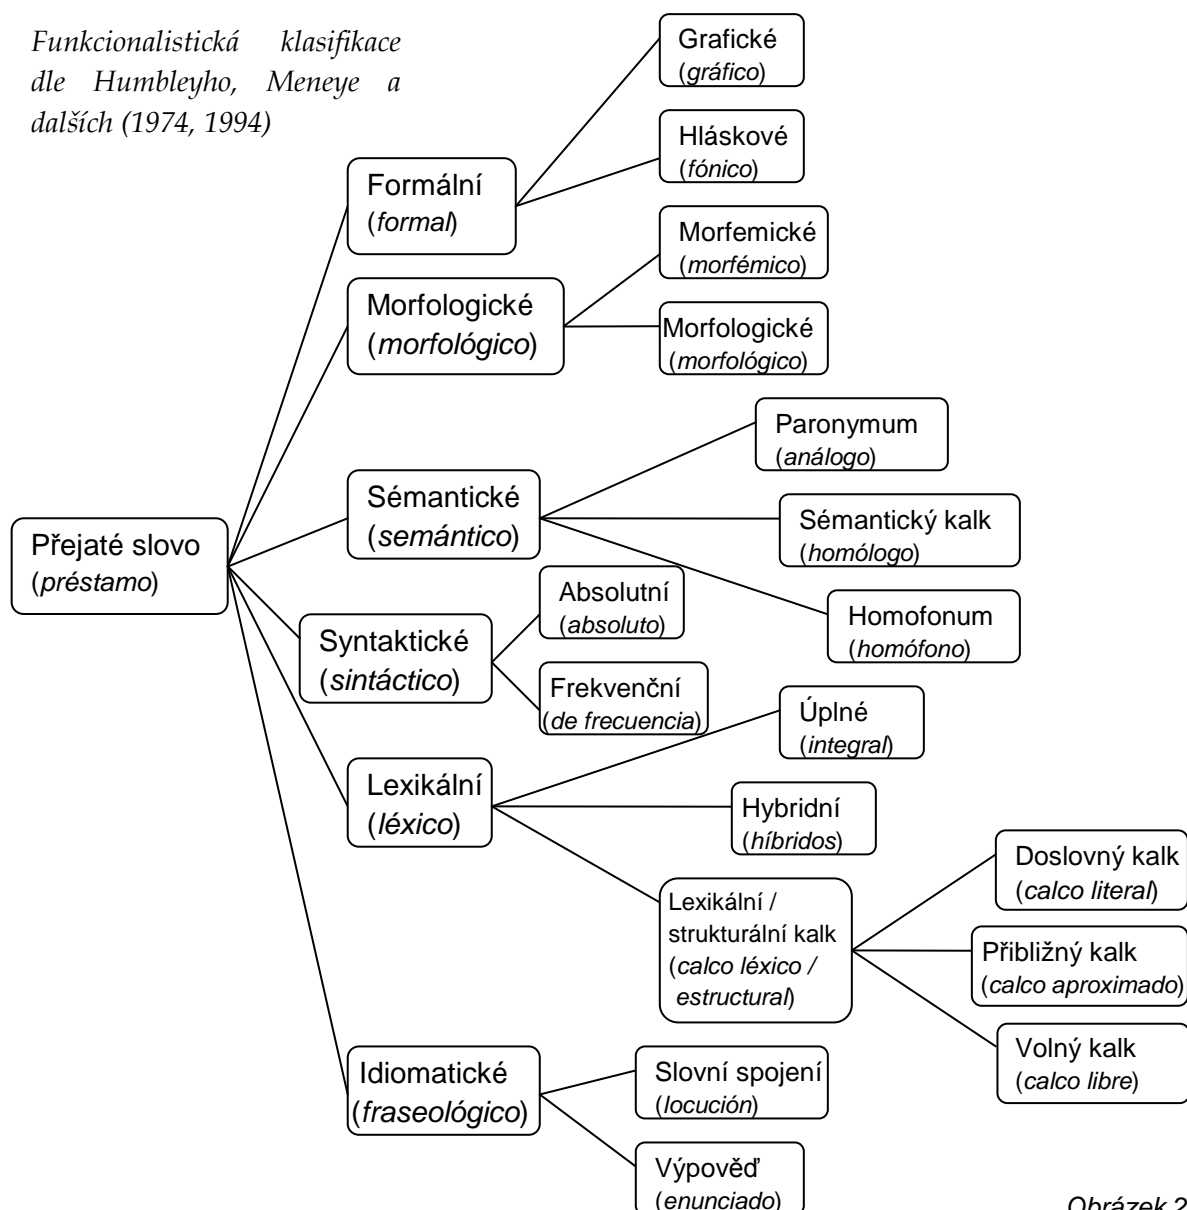 Funkcionalistická klasifikace
dle Humbleyho, Meneye a
dalších (1974, 1994)
Grafické
(gráfico)
Hláskové
(fónico)
Formální
(formal)
Morfemické
(morfémico)
Morfologické
(morfológico)
Morfologické
(morfológico)
Paronymum
(análogo)
Sémantické
(semántico)
Sémantický kalk
(homólogo)
Homofonum
(homófono)
Přejaté slovo
(préstamo)
Absolutní
(absoluto)
Syntaktické
(sintáctico)
Frekvenční
(de frecuencia)
Úplné
(integral)
Lexikální
(léxico)
Hybridní
(híbridos)
Lexikální /
strukturální kalk
(calco léxico /
estructural)
Doslovný kalk
(calco literal)
Přibližný kalk
(calco aproximado)
Volný kalk
(calco libre)
Idiomatické
(fraseológico)
Slovní spojení
(locución)
Výpověď
(enunciado)
Obrázek 2